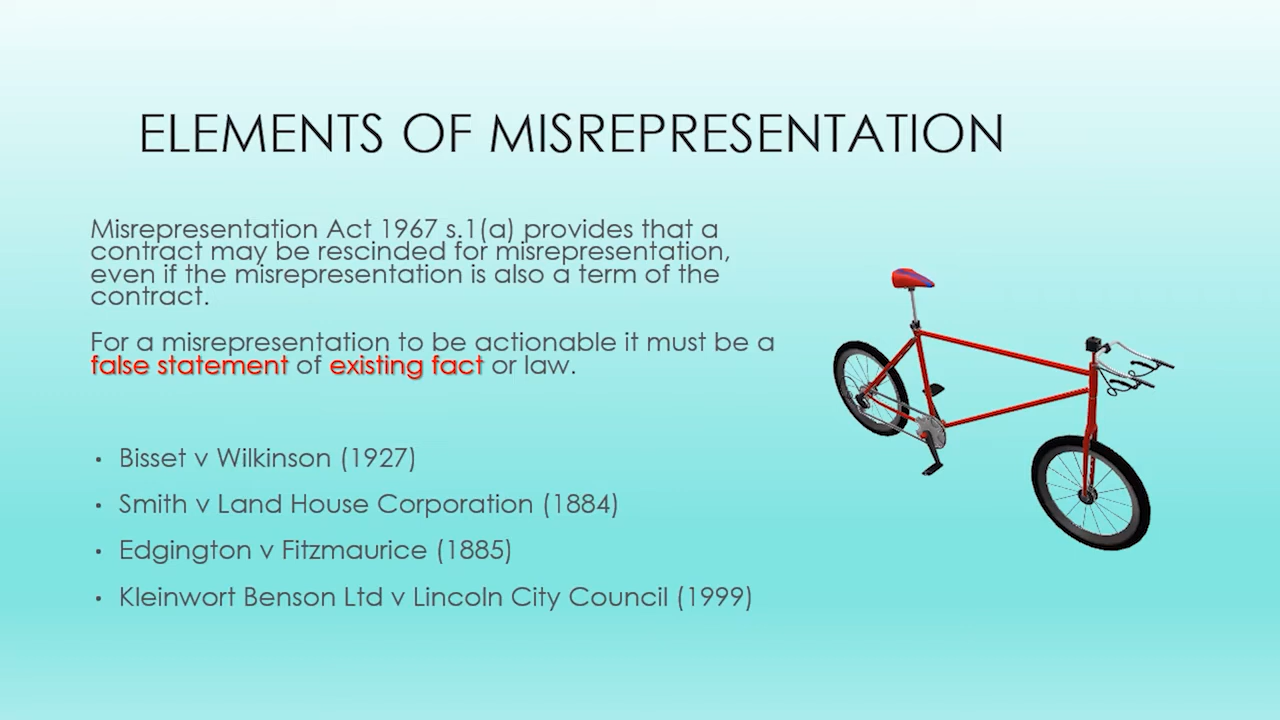 ELEMENTS OF MISREPRESENTATION
Misrepresentation Act 1967 s.1(a) provides that a
contract may be rescinded for misrepresentation,
even if the misrepresentation is also a term of the
contract.
For a misrepresentation to be actionable it must be a
false statement of existing fact or law.
• Bisset v Wilkinson (1927)
• Smith v Land House Corporation (1884)
• Edgington v Fitzmaurice (1885)
• Kleinwort Benson Ltd v Lincoln City Council (1999)